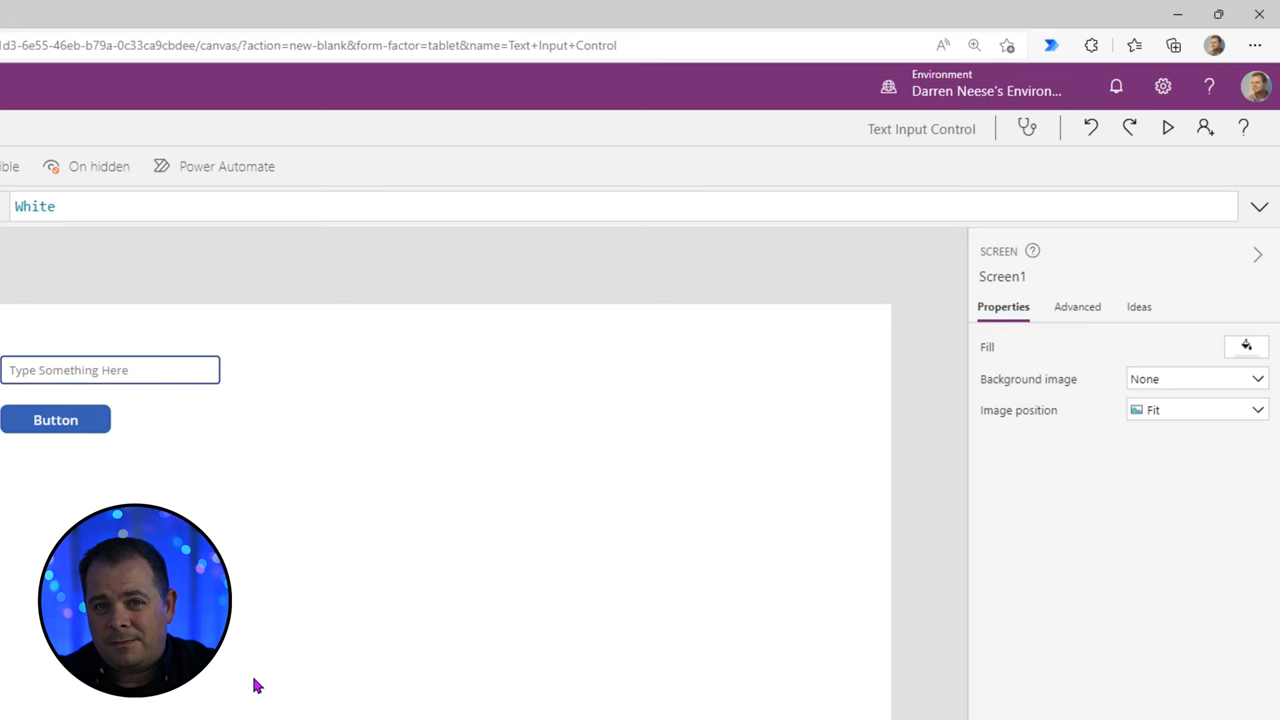 1d3-6e55-46eb-b79a-0c33ca9cbdee/canvas/?action=new-blank&form-factor=tablet&name=Text+Input+Control
Environment
Darren Neese's Environ...
Text Input Control
ible
On hidden
Power Automate
White
SCREEN
Screen1
Properties
Advanced
Ideas
Fill
Background image
None
Image position
Fit
Type Something Here
Button